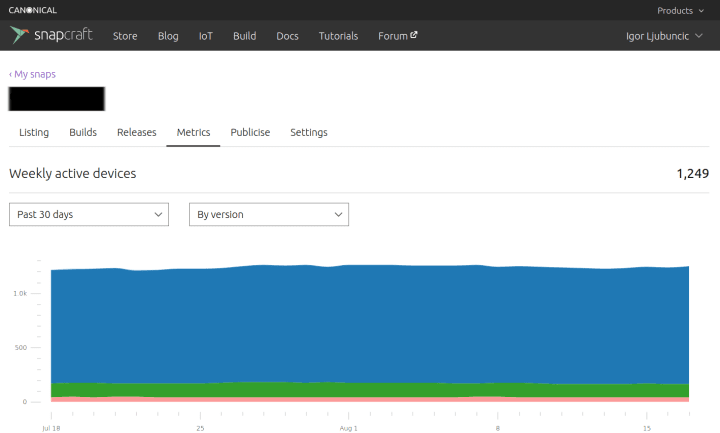 CANONICAL Products
snapcraft Store Blog IoT Build Docs Tutorials Forum Igor Ljubuncic
‹ My snaps
Listing Builds Releases Metrics Publicise Settings
Weekly active devices 1,249
Past 30 days By version
1.0k
500
0
Jul 18 25 Aug 1 8 15